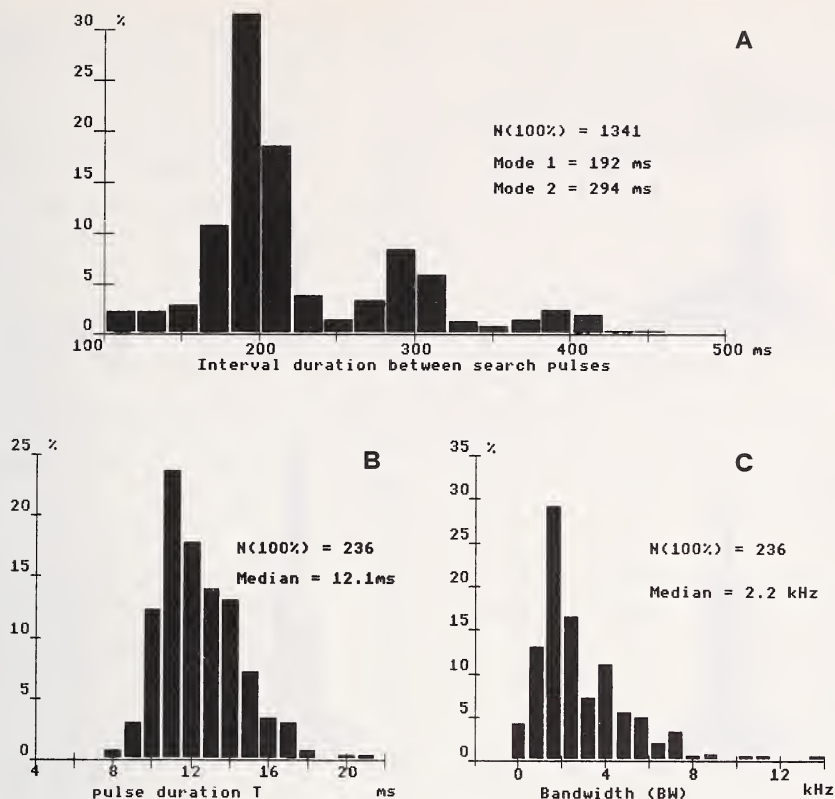 A
30 %
25
20
15
10
5
0
N(100%) = 1341
Mode 1 = 192 ms
Mode 2 = 294 ms
100 200 300 400 500 ms
Interval duration between search pulses
B
25 %
20
15
10
5
0
N(100%) = 236
Median = 12.1ms
4 8 12 16 20
pulse duration T ms
C
35 %
30
25
20
15
10
5
0
N(100%) = 236
Median = 2.2 kHz
0 4 8 12
Bandwidth (BW) kHz